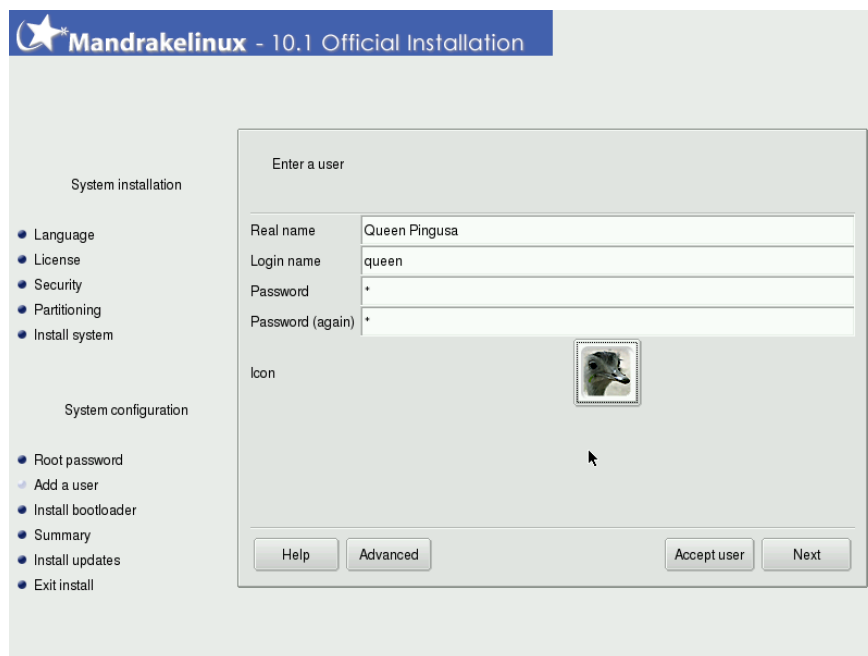 Mandrakelinux - 10.1 Official Installation
System installation
Language
License
Security
Partitioning
Install system
System configuration
Root password
Add a user
Install bootloader
Summary
Install updates
Exit install
Enter a user
Real name Queen Pingusa
Login name queen
Password *
Password (again) *
Icon
Help Advanced Accept user Next